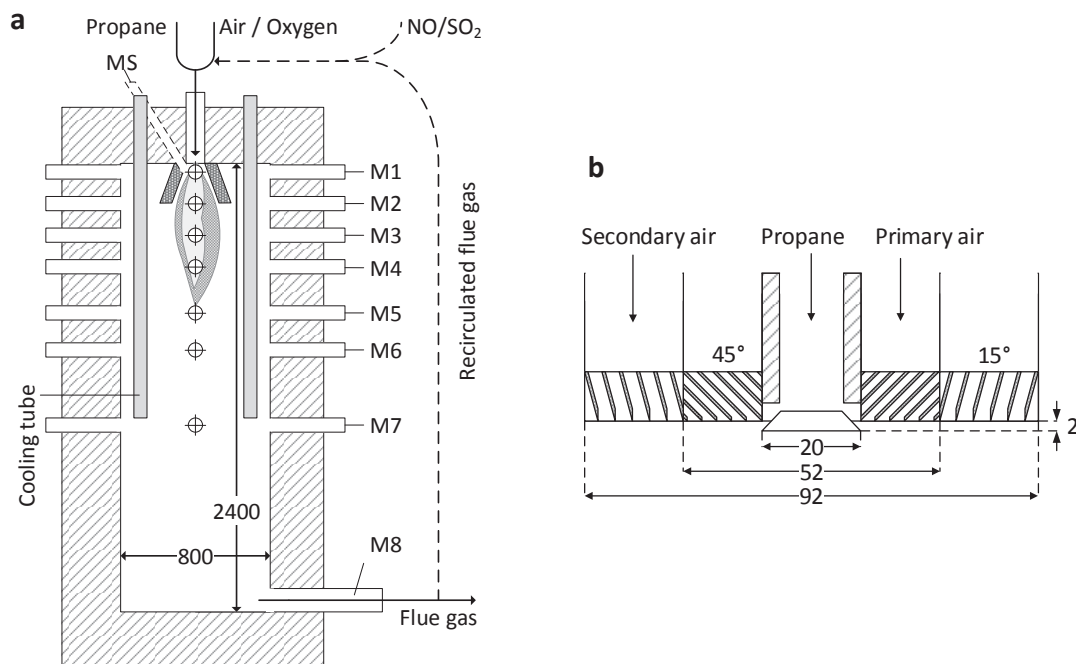 a
Propane
Air / Oxygen
NO/SO2
MS
M1
M2
M3
M4
M5
M6
M7
M8
Cooling tube
2400
800
Recirculated flue gas
Flue gas
b
Secondary air
Propane
Primary air
45°
15°
2
20
52
92